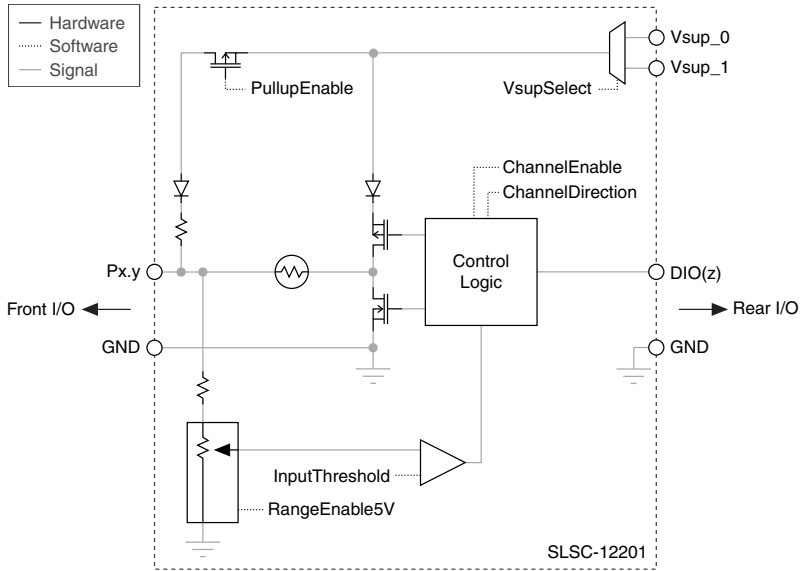 Hardware
Software
Signal
Vsup_0
Vsup_1
PullupEnable
VsupSelect
ChannelEnable
ChannelDirection
Control
Logic
Px.y
DIO(z)
Front I/O
Rear I/O
GND
GND
InputThreshold
RangeEnable5V
SLSC-12201